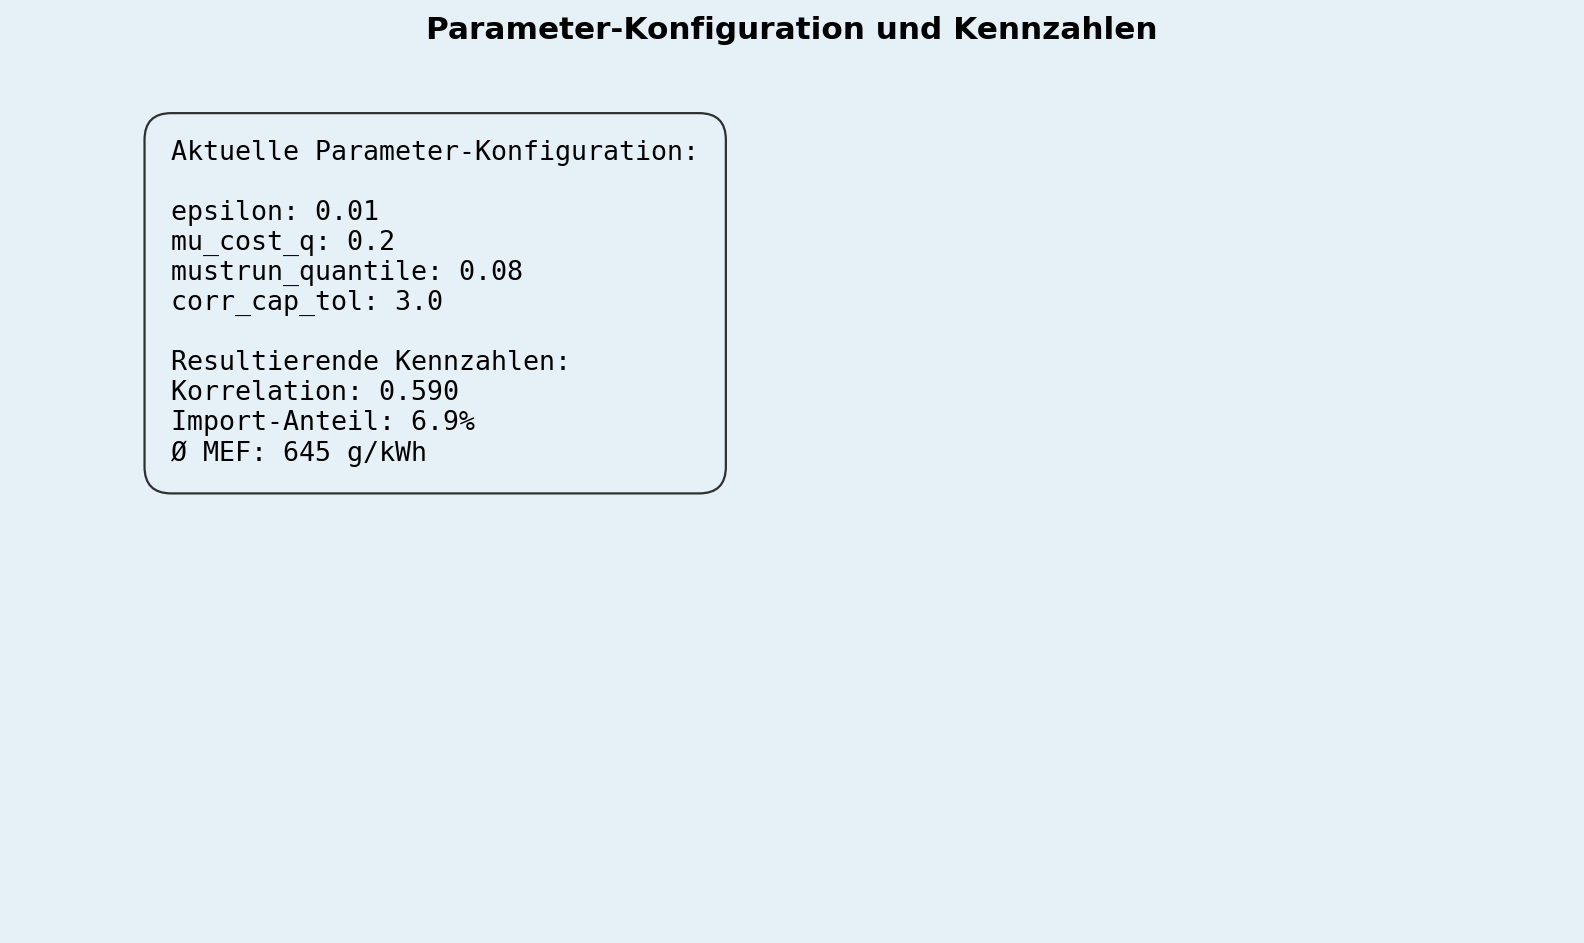 Parameter-Konfiguration und Kennzahlen
Aktuelle Parameter-Konfiguration:
epsilon: 0.01
mu_cost_q: 0.2
mustrun_quantile: 0.08
corr_cap_tol: 3.0
Resultierende Kennzahlen:
Korrelation: 0.590
Import-Anteil: 6.9%
Ø MEF: 645 g/kWh